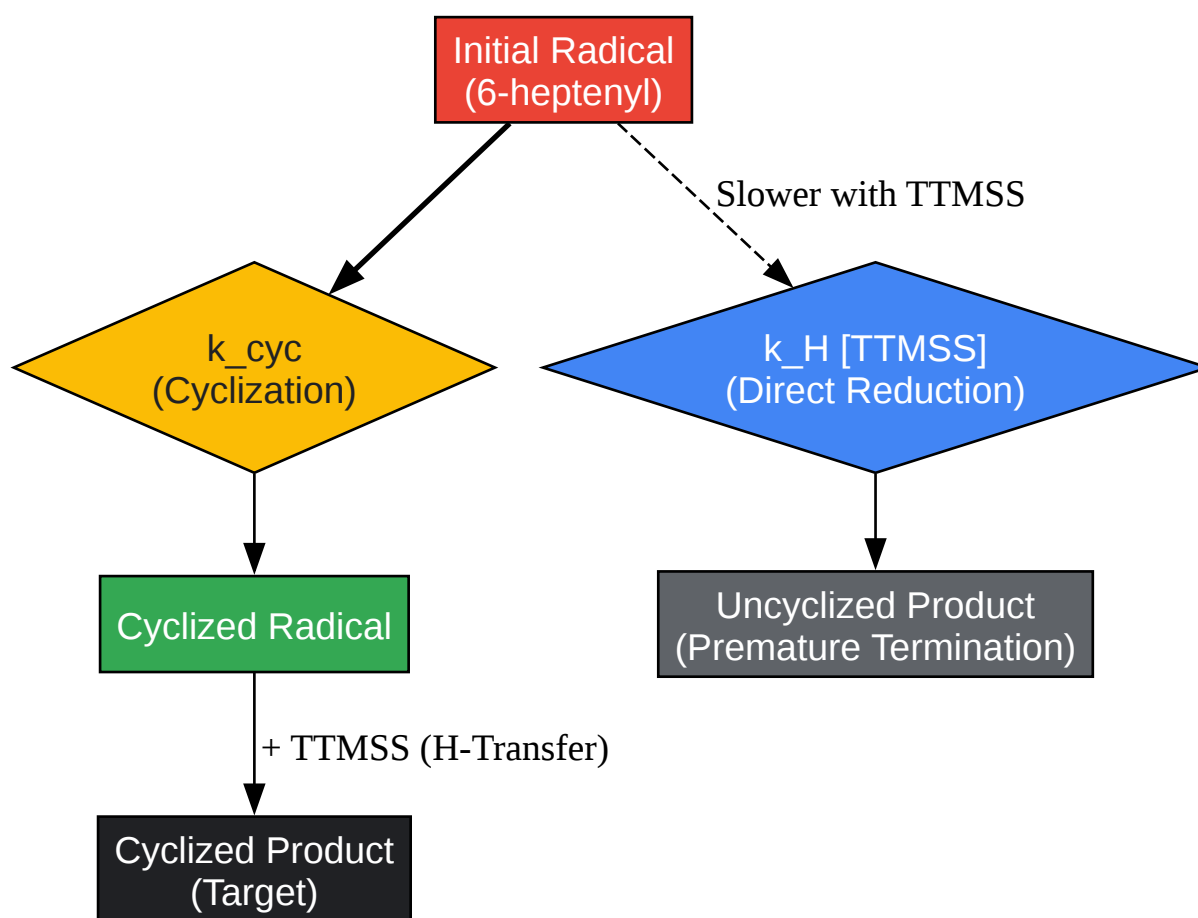 Initial Radical
(6-heptenyl)
Slower with TTMSS
k_cyc
(Cyclization)
k_H [TTMSS]
(Direct Reduction)
Cyclized Radical
Uncyclized Product
(Premature Termination)
+ TTMSS (H-Transfer)
Cyclized Product
(Target)